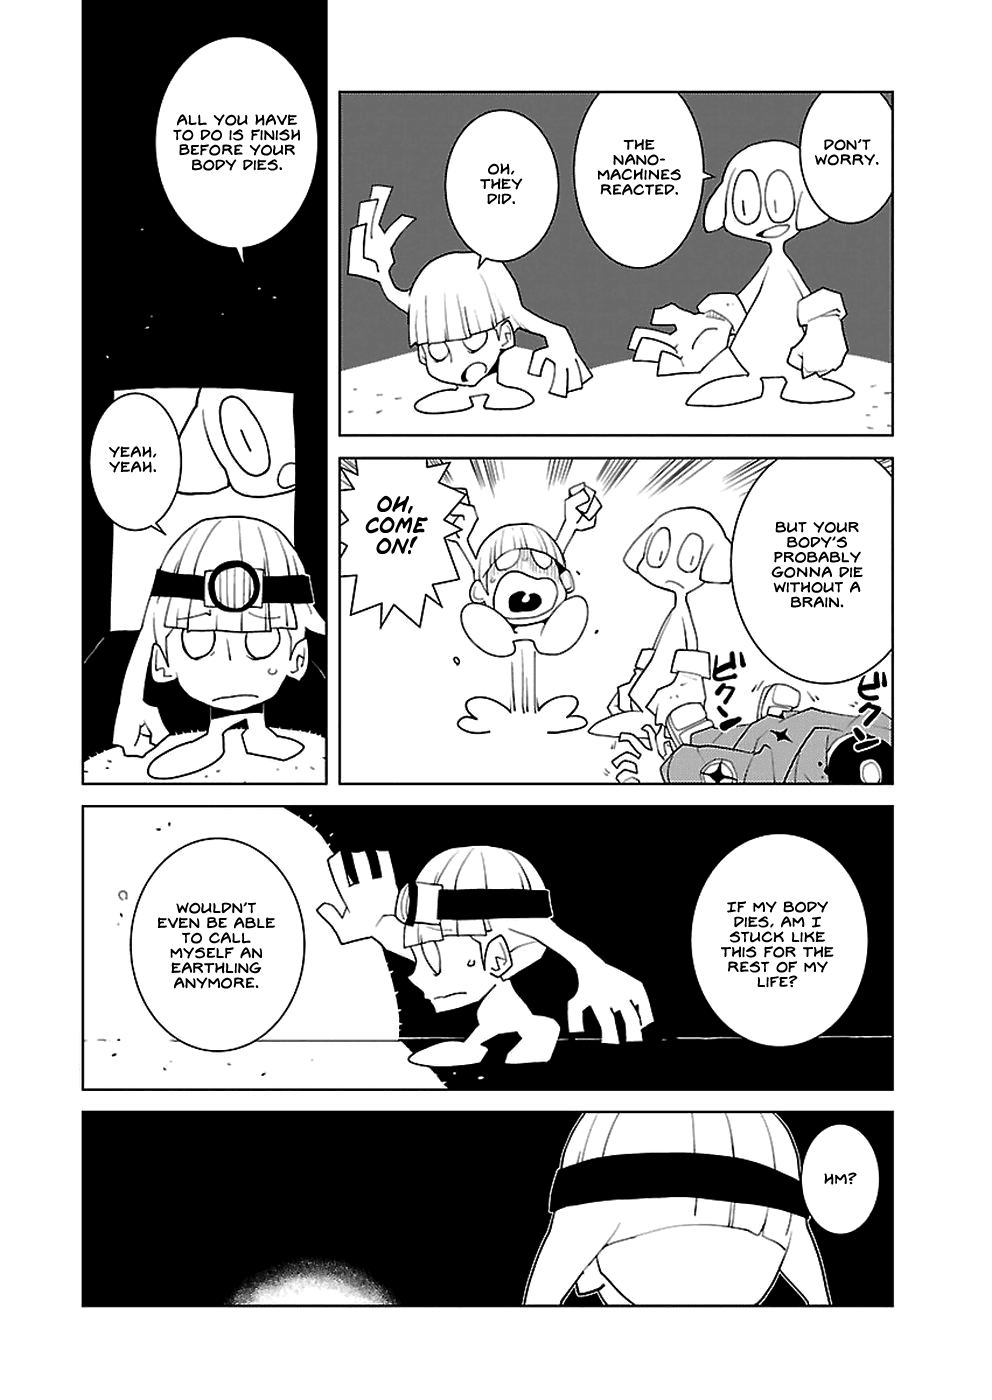 DON'T
WORRY.
THE
NANO-
MACHINES
REACTED.
OH,
THEY
DID.
BUT YOUR
BODY'S
PROBABLY
GONNA DIE
WITHOUT A
BRAIN.
ビクン
ビクン
OH,
COME
ON!
ALL YOU HAVE
TO DO IS FINISH
BEFORE YOUR
BODY DIES.
YEAH,
YEAH.
IF MY BODY
DIES, AM I
STUCK LIKE
THIS FOR THE
REST OF MY
LIFE?
WOULDN'T
EVEN BE ABLE
TO CALL
MYSELF AN
EARTHLING
ANYMORE.
HM?